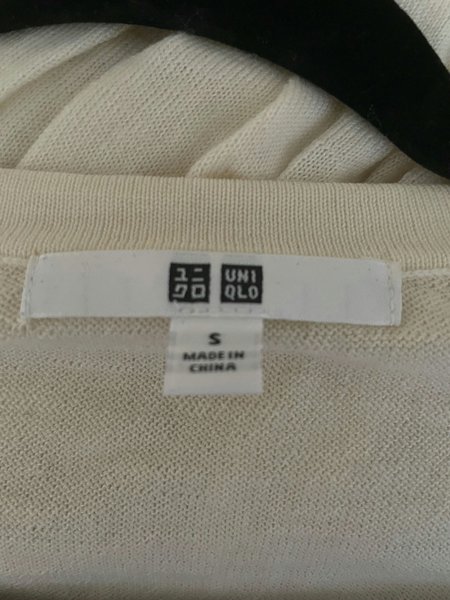 ユニ UNI
クロ QLO
S
MADE IN
CHINA